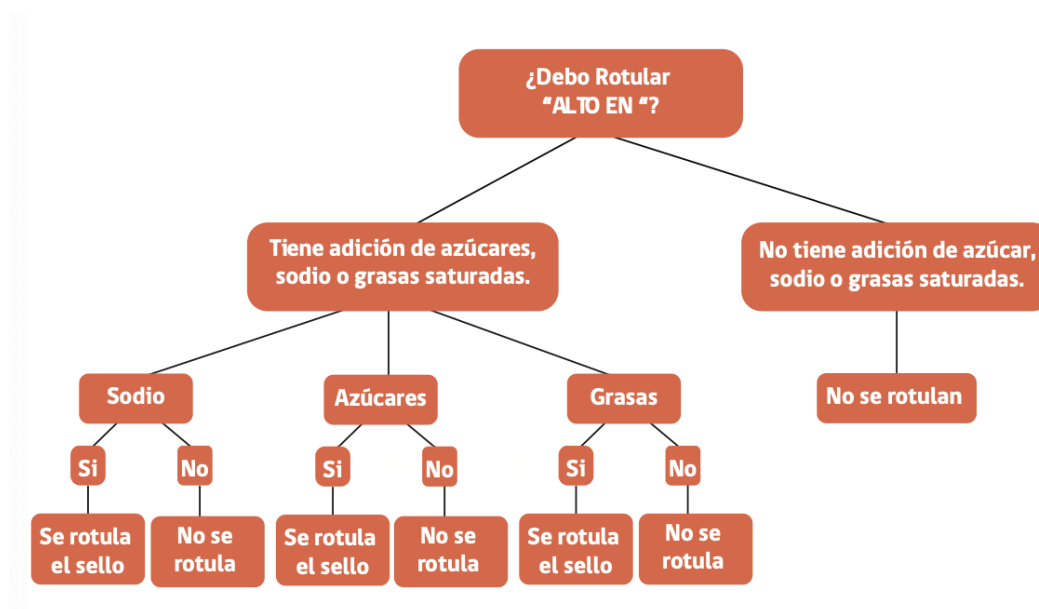 ¿Debo Rotular
“ALTO EN “?
Tiene adición de azúcares,
sodio o grasas saturadas.
No tiene adición de azúcar,
sodio o grasas saturadas.
Sodio
Azúcares
Grasas
No se rotulan
Si
No
Si
No
Si
No
Se rotula
el sello
No se
rotula
Se rotula
el sello
No se
rotula
Se rotula
el sello
No se
rotula